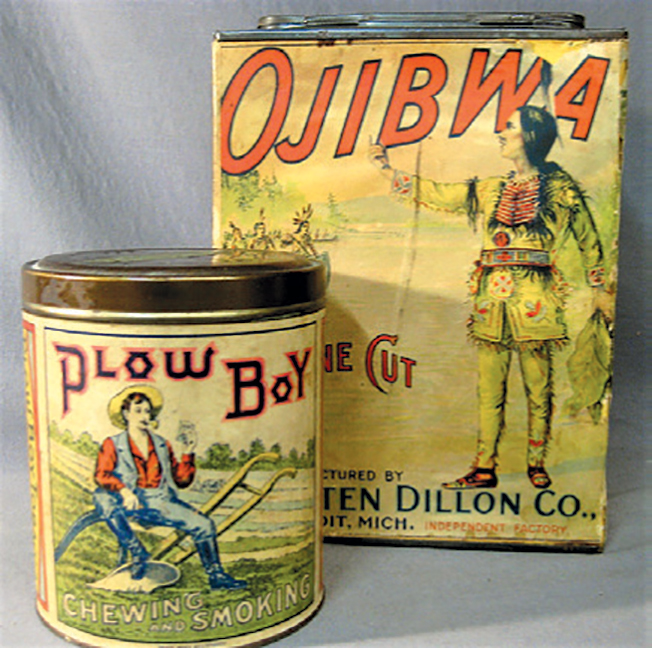 OJIBWA
NE CUT
CTURED BY
TEN DILLON CO.,
OIT, MICH. INDEPENDENT FACTORY
PLOW
BOY
CHEWING
AND SMOKING